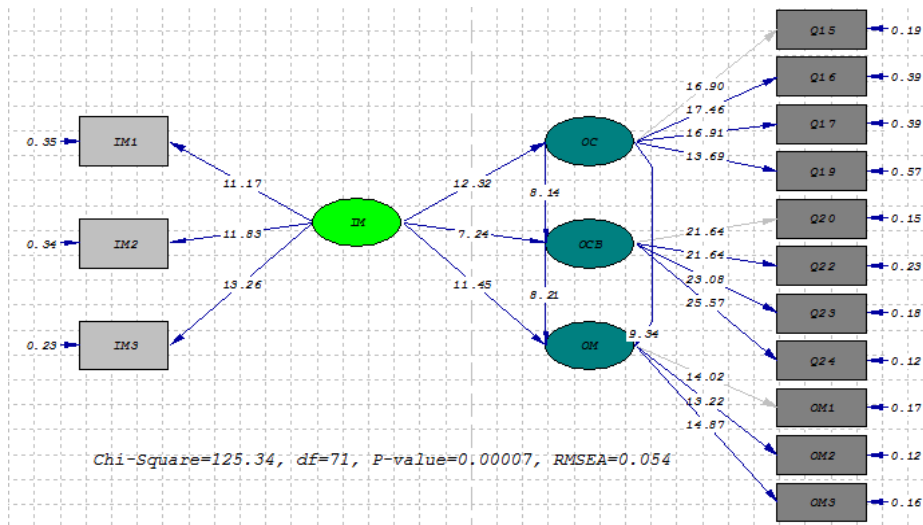 Q15
0.19
Q16
0.39
16.90
17.46
Q17
0.39
16.91
IM1
0.35
OC
13.69
Q19
0.57
11.17
12.32
8.14
Q20
0.15
IM
21.64
IM2
0.34
11.83
7.24
OCB
21.64
Q22
0.23
23.08
13.26
11.45
8.21
25.57
Q23
0.18
9.34
IM3
0.23
OM
Q24
0.12
14.02
13.22
OM1
0.17
14.87
Chi-Square=125.34, df=71, P-value=0.00007, RMSEA=0.054
OM2
0.12
OM3
0.16